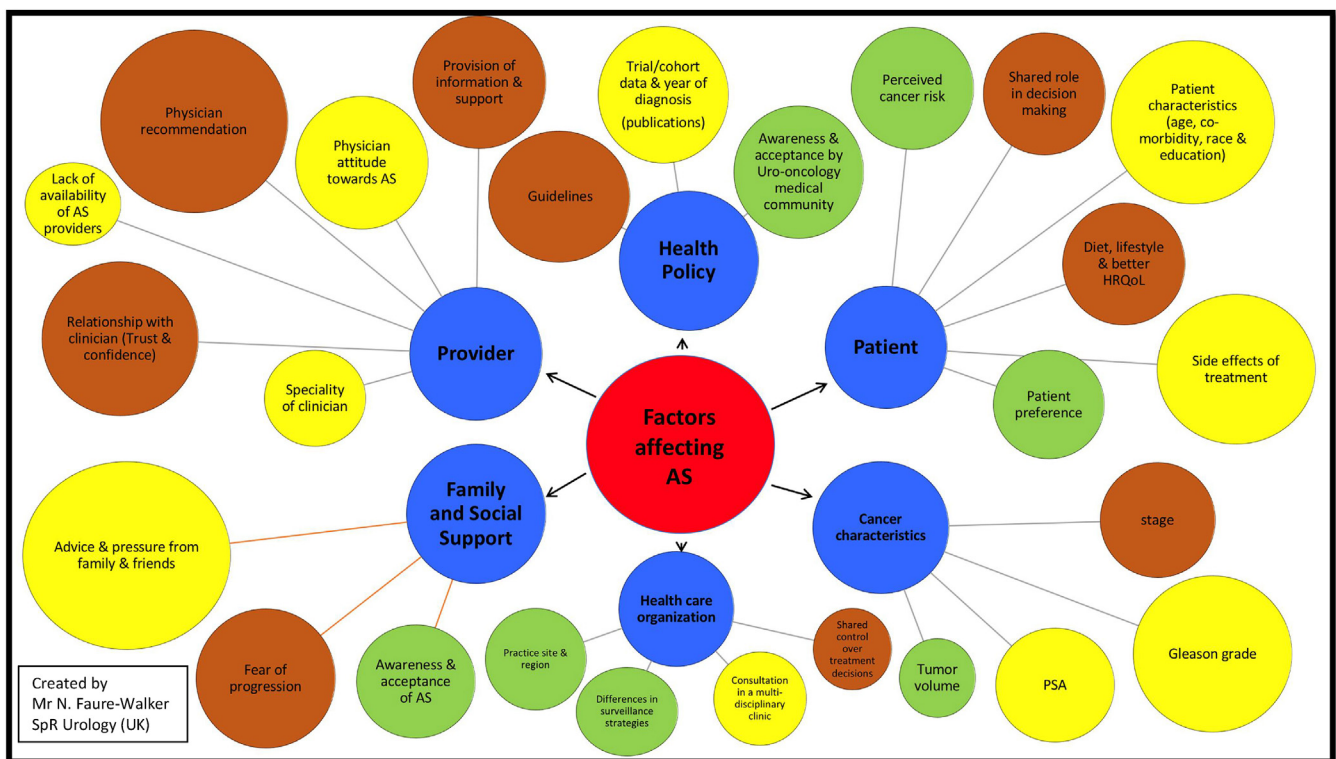 Physician
recommendation
Provision of
information &
support
Trial/cohort
data & year of
diagnosis
(publications)
Perceived
cancer risk
Shared role
in decision
making
Patient
characteristics
(age, co-
morbidity, race &
education)
Physician
attitude
towards AS
Awareness &
acceptance by
Uro-oncology
medical
community
Lack of
availability
of AS
providers
Guidelines
Health
Policy
Diet, lifestyle
& better
HRQoL
Relationship with
clinician (Trust &
confidence)
Provider
Patient
Side effects of
treatment
Speciality
of clinician
Factors
affecting
AS
Patient
preference
Family
and Social
Support
Cancer
characteristics
stage
Advice & pressure from
family & friends
Health care
organization
Fear of
progression
Awareness &
acceptance
of AS
Practice site &
region
Differences in
surveillance
strategies
Consultation
in a multi-
disciplinary
clinic
Shared
control
over
treatment
decisions
Tumor
volume
PSA
Gleason grade
Created by
Mr N. Faure-Walker
SpR Urology (UK)